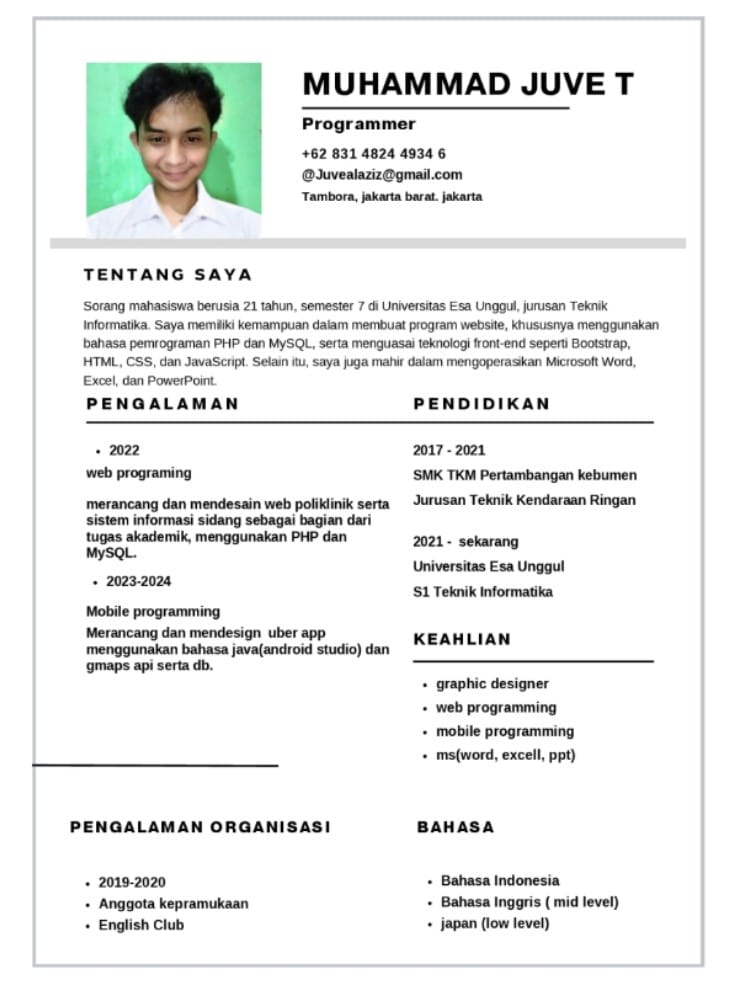 MUHAMMAD JUVE T
Programmer
+62 831 4824 4934 6
@Juvealaziz@gmail.com
Tambora, jakarta barat. jakarta
TENTANG SAYA
Sorang mahasiswa berusia 21 tahun, semester 7 di Universitas Esa Unggul, jurusan Teknik
Informatika. Saya memiliki kemampuan dalam membuat program website, khususnya menggunakan
bahasa pemrograman PHP dan MySQL, serta menguasai teknologi front-end seperti Bootstrap,
HTML, CSS, dan JavaScript. Selain itu, saya juga mahir dalam mengoperasikan Microsoft Word,
Excel, dan PowerPoint.
PENGALAMAN
• 2022
web programing
merancang dan mendesain web poliklinik serta
sistem informasi sidang sebagai bagian dari
tugas akademik, menggunakan PHP dan
MySQL.
• 2023-2024
Mobile programming
Merancang dan mendesign uber app
menggunakan bahasa java(android studio) dan
gmaps api serta db.
PENDIDIKAN
2017 - 2021
SMK TKM Pertambangan kebumen
Jurusan Teknik Kendaraan Ringan
2021 - sekarang
Universitas Esa Unggul
S1 Teknik Informatika
KEAHLIAN
• graphic designer
• web programming
• mobile programming
• ms(word, excell, ppt)
PENGALAMAN ORGANISASI
• 2019-2020
• Anggota kepramukaan
• English Club
BAHASA
• Bahasa Indonesia
• Bahasa Inggris ( mid level)
• japan (low level)